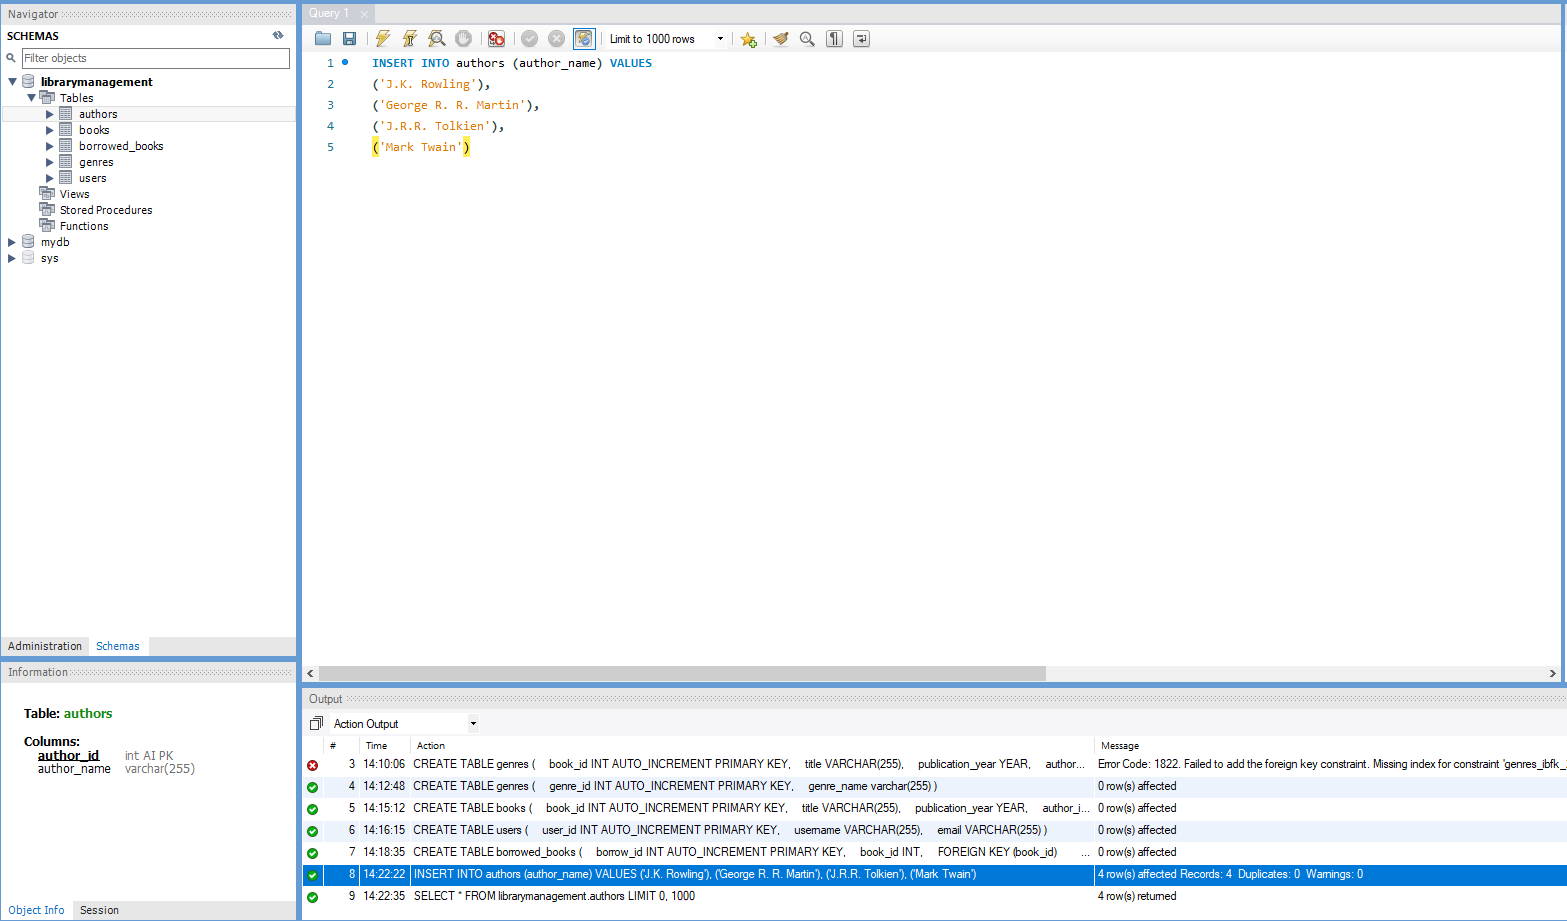 Navigator
SCHEMAS
Filter objects
librarymanagement
Tables
authors
books
borrowed_books
genres
users
Views
Stored Procedures
Functions
mydb
sys
Administration Schemas
Information
Table: authors
Columns:
author_id int AI PK
author_name varchar(255)
Object Info Session
Query 1
Limit to 1000 rows
1 INSERT INTO authors (author_name) VALUES
2 ('J.K. Rowling'),
3 ('George R. R. Martin'),
4 ('J.R.R. Tolkien'),
5 ('Mark Twain')
Output
Action Output
# Time Action Message
3 14:10:06 CREATE TABLE genres ( book_id INT AUTO_INCREMENT PRIMARY KEY, title VARCHAR(255), publication_year YEAR, author... Error Code: 1822. Failed to add the foreign key constraint. Missing index for constraint 'genres_ibfk_
4 14:12:48 CREATE TABLE genres ( genre_id INT AUTO_INCREMENT PRIMARY KEY, genre_name varchar(255) ) 0 row(s) affected
5 14:15:12 CREATE TABLE books ( book_id INT AUTO_INCREMENT PRIMARY KEY, title VARCHAR(255), publication_year YEAR, author_i... 0 row(s) affected
6 14:16:15 CREATE TABLE users ( user_id INT AUTO_INCREMENT PRIMARY KEY, username VARCHAR(255), email VARCHAR(255) ) 0 row(s) affected
7 14:18:35 CREATE TABLE borrowed_books ( borrow_id INT AUTO_INCREMENT PRIMARY KEY, book_id INT, FOREIGN KEY (book_id) ... 0 row(s) affected
8 14:22:22 INSERT INTO authors (author_name) VALUES ('J.K. Rowling'), ('George R. R. Martin'), ('J.R.R. Tolkien'), ('Mark Twain') 4 row(s) affected Records: 4 Duplicates: 0 Warnings: 0
9 14:22:35 SELECT * FROM librarymanagement.authors LIMIT 0, 1000 4 row(s) returned